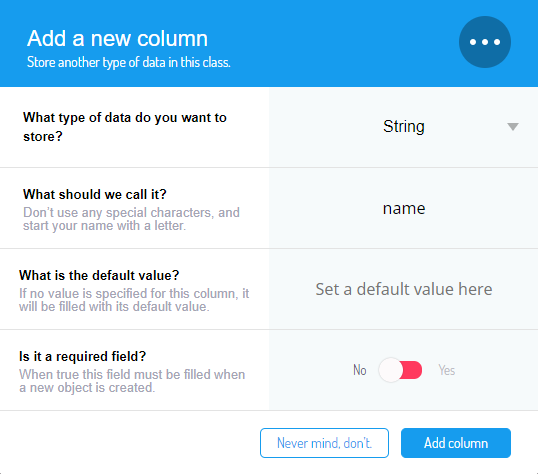 Add a new column
Store another type of data in this class.
What type of data do you want to
store?
String
What should we call it?
Don't use any special characters, and
start your name with a letter.
name
What is the default value?
If no value is specified for this column, it
will be filled with its default value.
Set a default value here
Is it a required field?
When true this field must be filled when
a new object is created.
No
Yes
Never mind, don't.
Add column